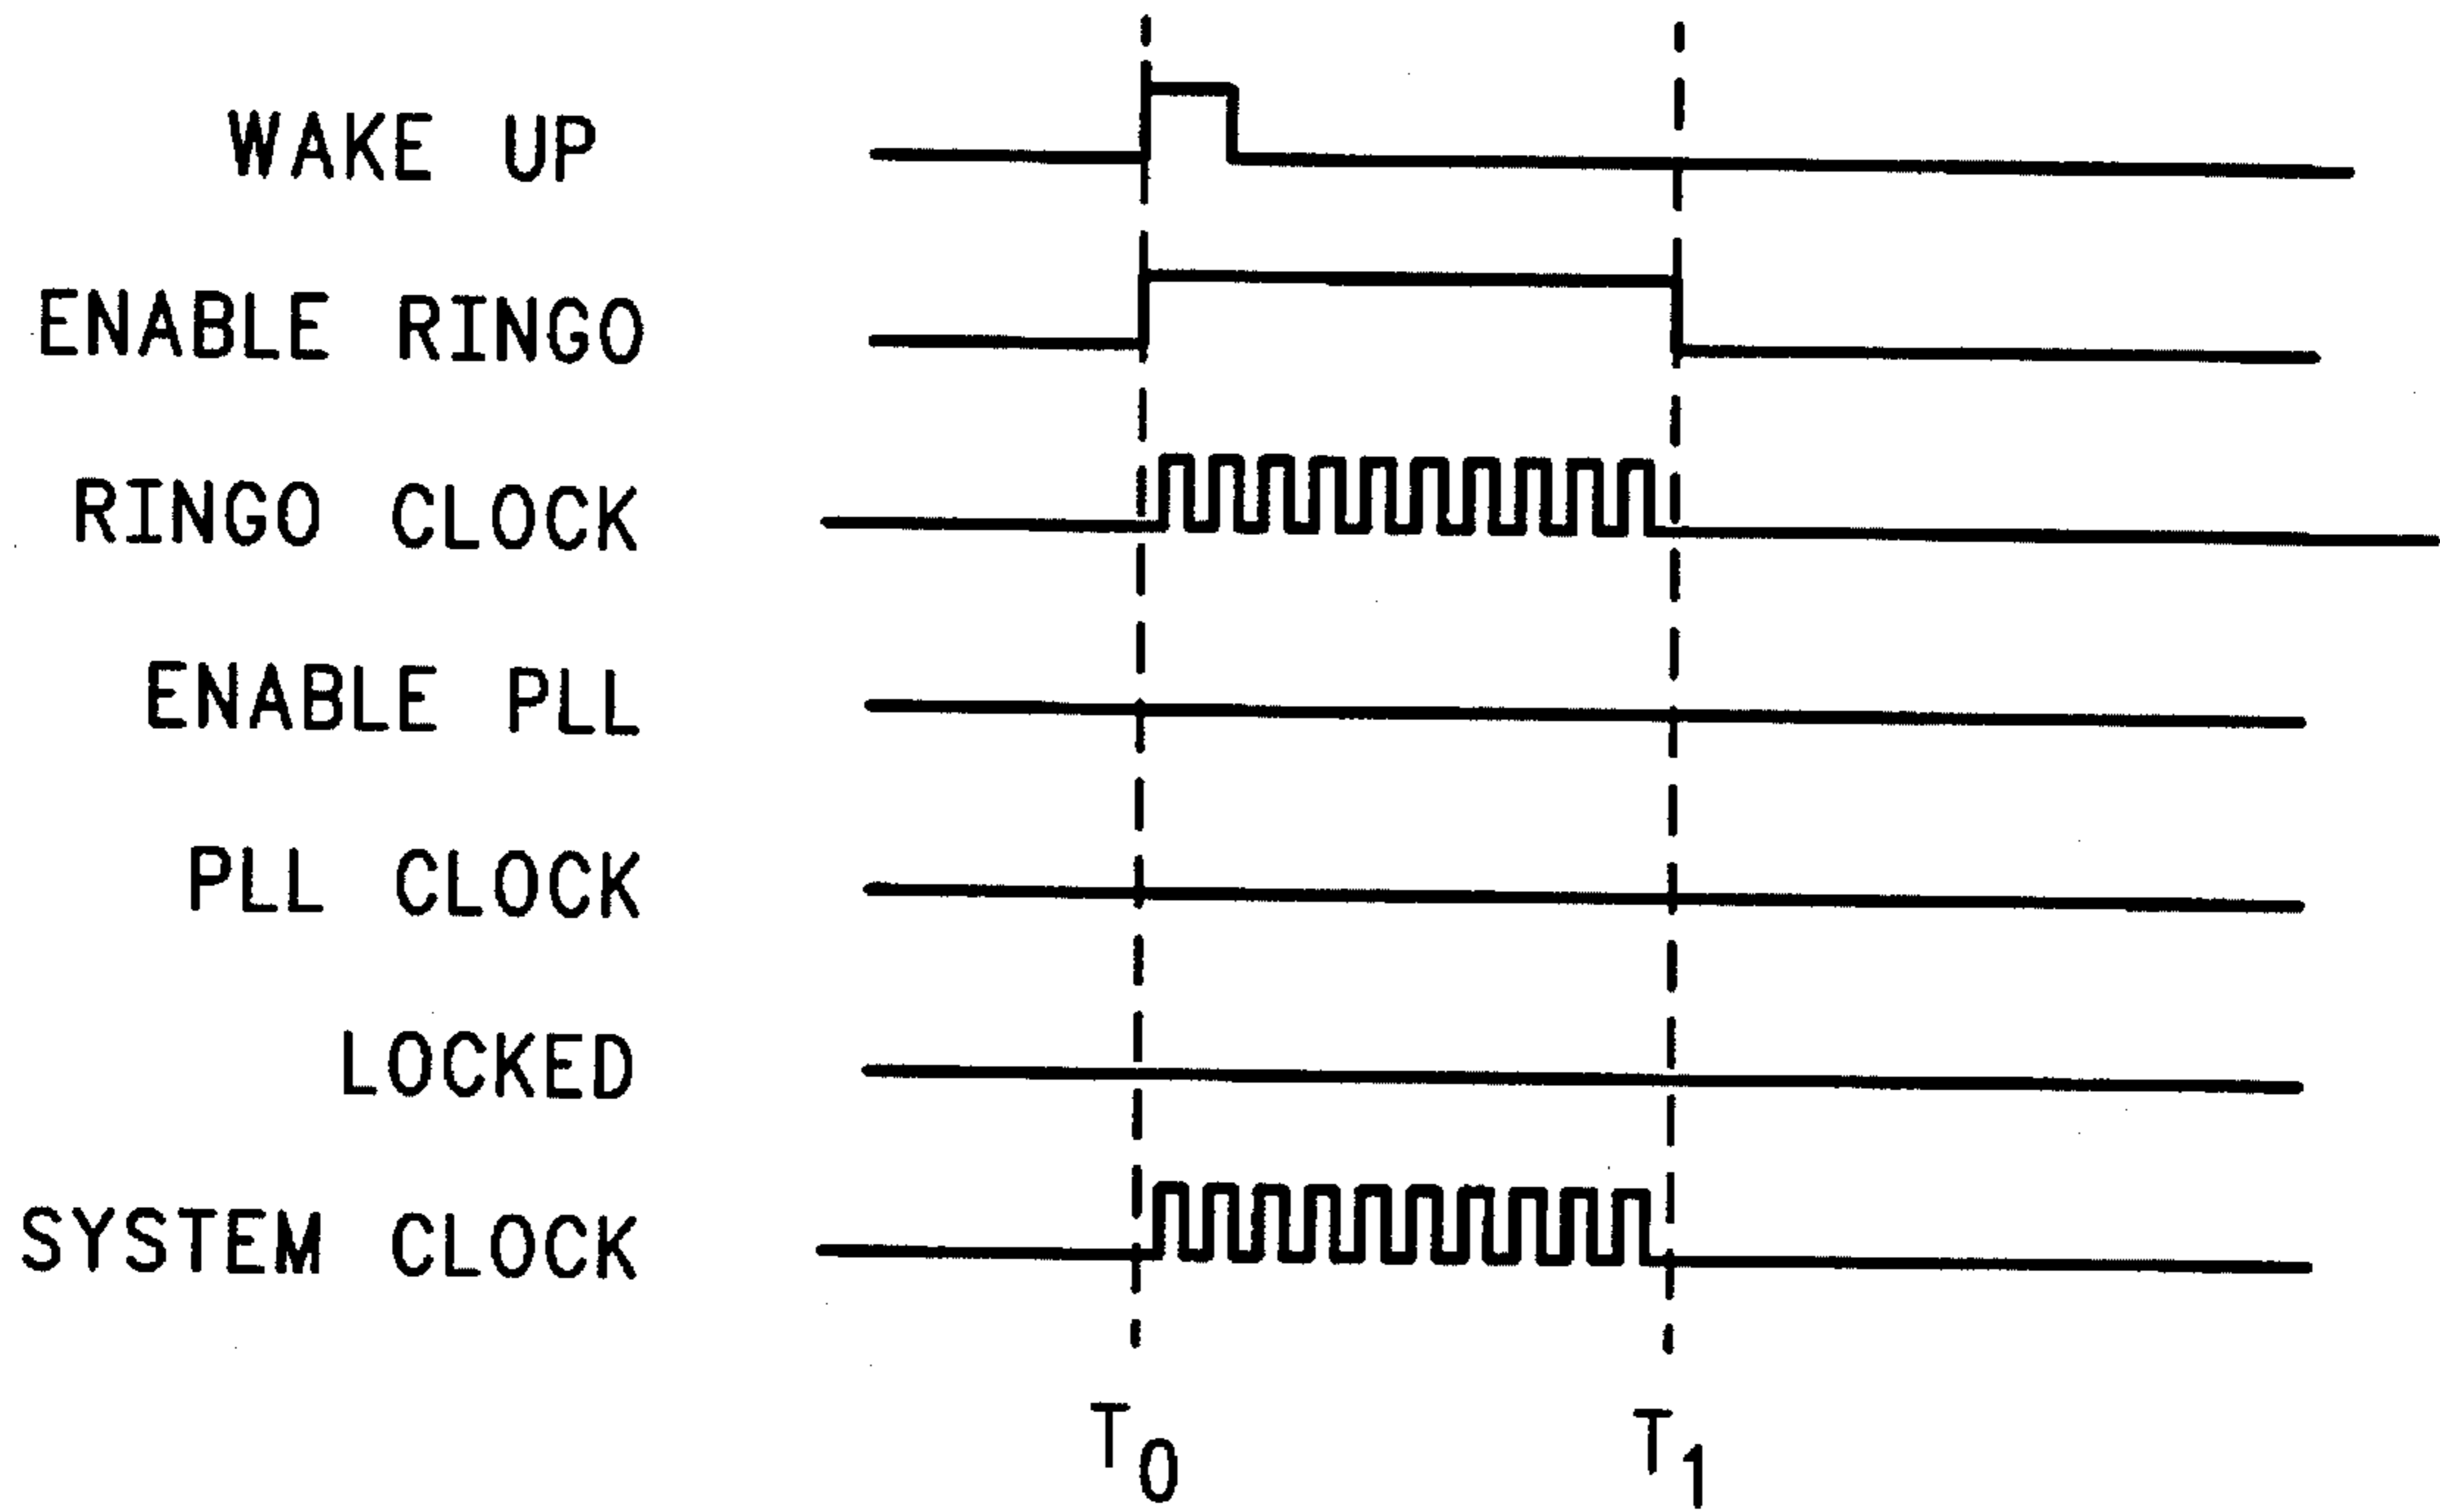 WAKE UP
ENABLE RINGO
RINGO CLOCK
ENABLE PLL
PLL CLOCK
LOCKED
SYSTEM CLOCK
T0 T1